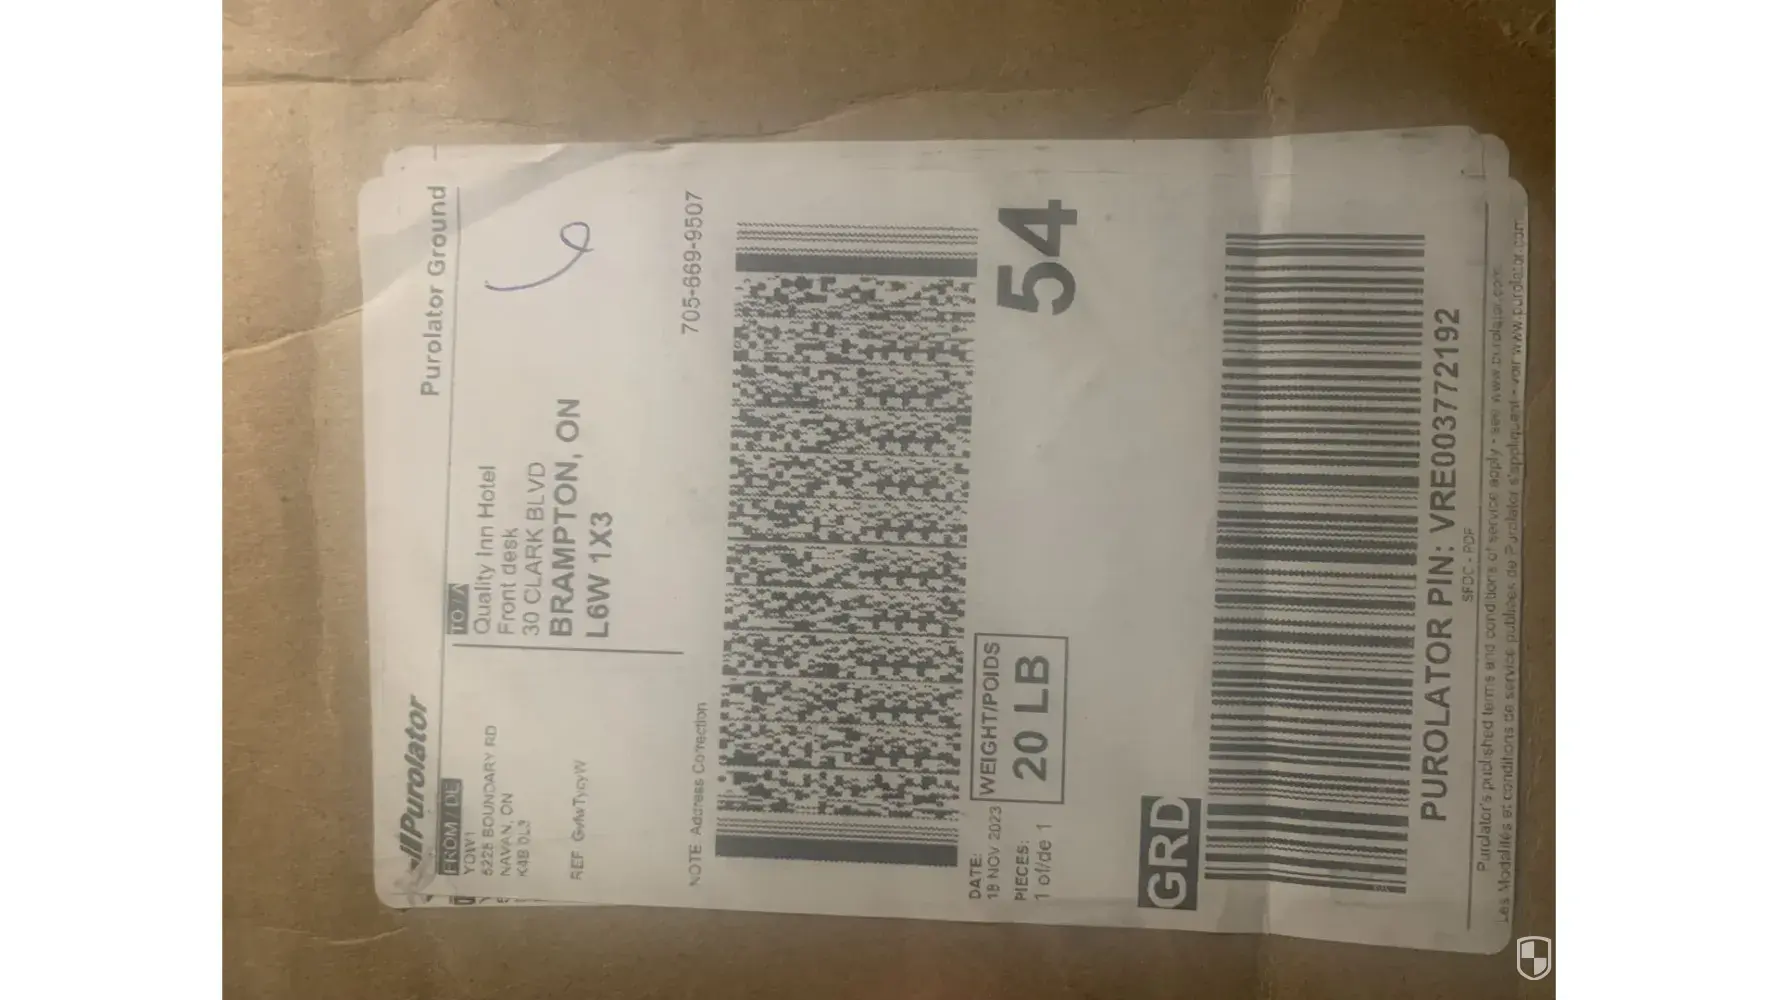 Purolator
Purolator Ground
FROM / DE
YOW1
5228 BOUNDARY RD
NAVAN, ON
K4B 0L3
REF
TO / A
Quality Inn Hotel
Front desk
30 CLARK BLVD
BRAMPTON, ON
L6W 1X3
NOTE Address Correction
705-669-9507
DATE:
18 NOV 2023
PIECES:
1 of/de 1
WEIGHT/POIDS
20 LB
54
GRD
PUROLATOR PIN: VRE003772192
SFDC - PDF
Purolator's published terms and conditions of service apply - see www.purolator.com.
Les Modalités et conditions de service publiées de Purolator s'appliquent - voir www.purolator.com